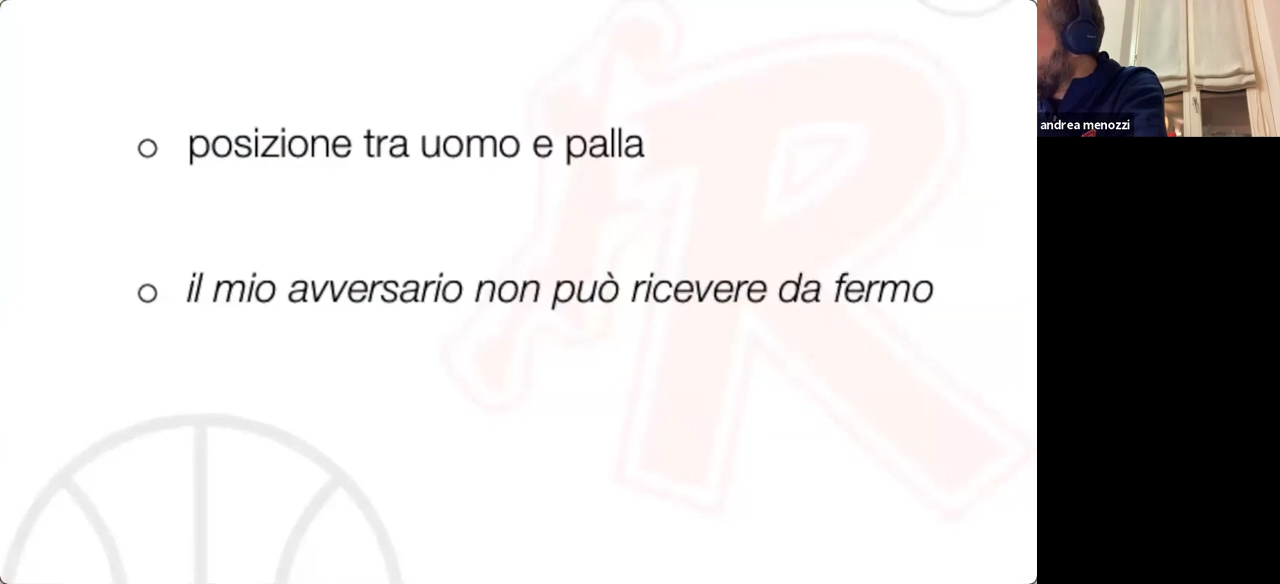 posizione tra uomo e palla
il mio avversario non può ricevere da fermo
andrea menozzi